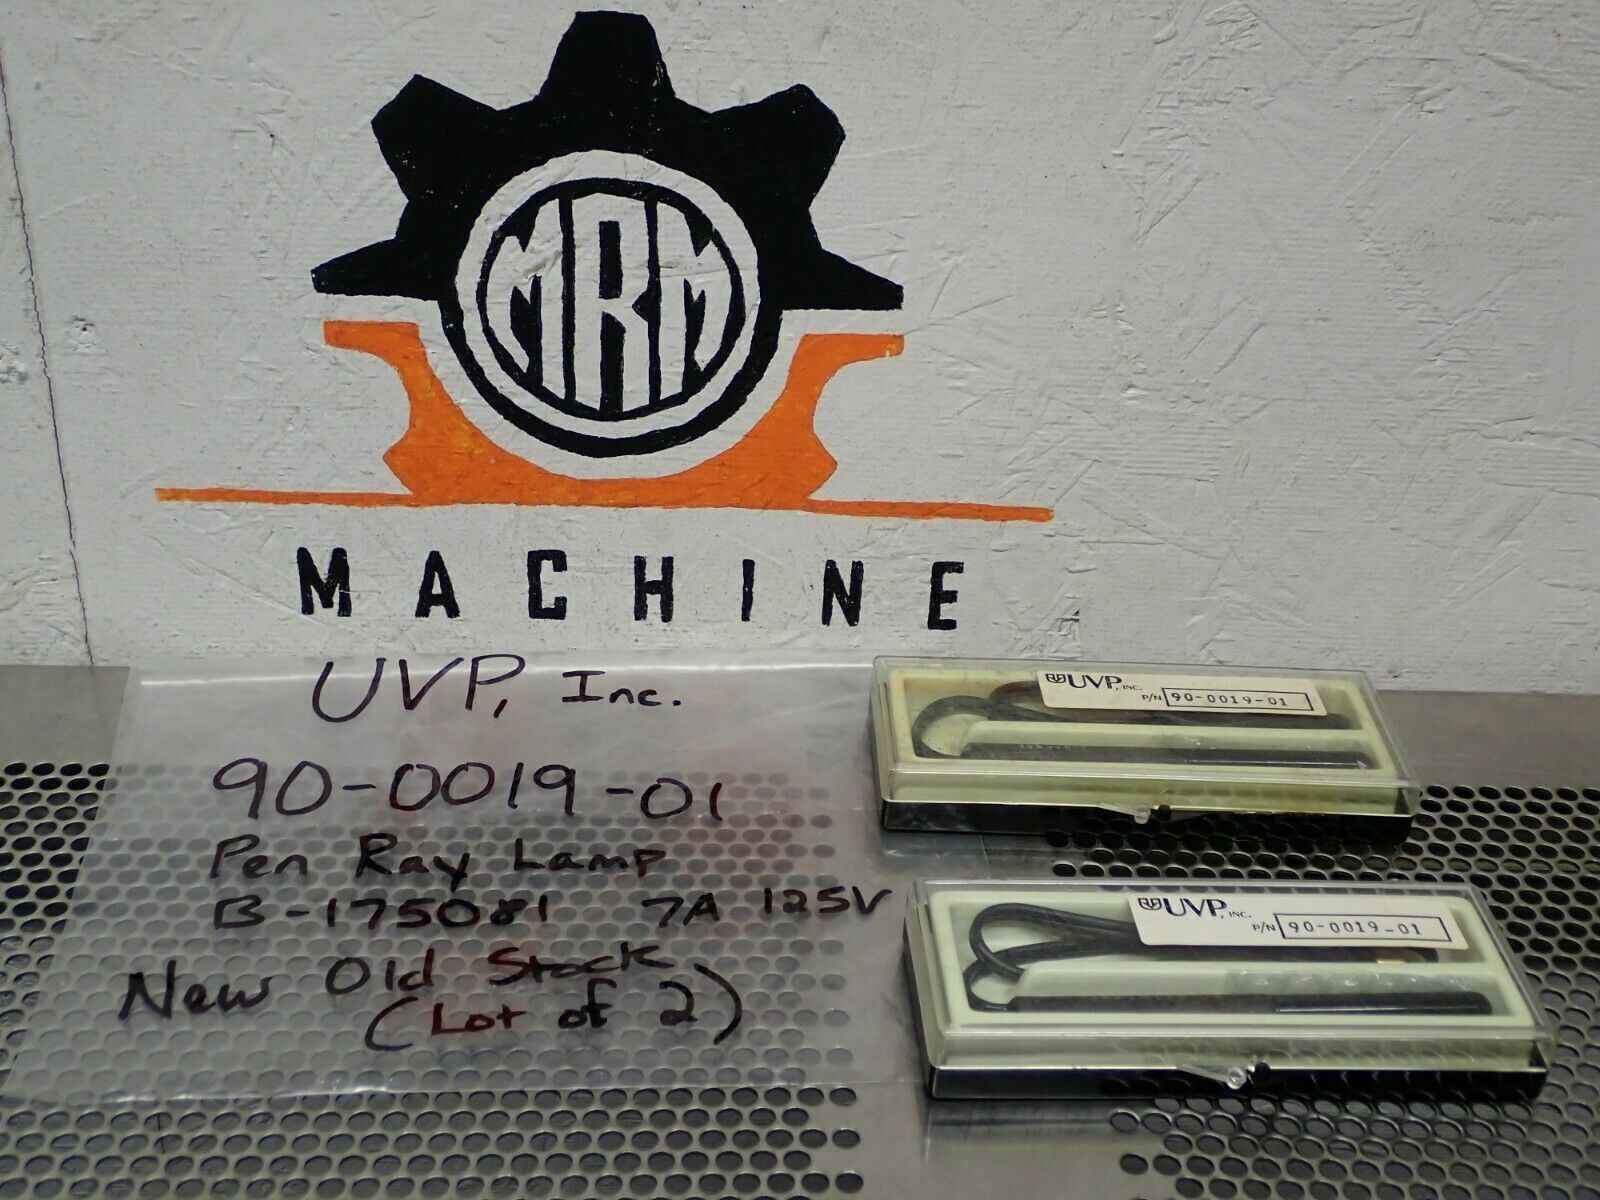 MRM
MACHINE
UVP, Inc.
90-0019-01
Pen Ray Lamp
B-175081 7A 125V
New Old Stock
(Lot of 2)
UVP, INC.
P/N 90-0019-01
UVP, INC.
P/N 90-0019-01